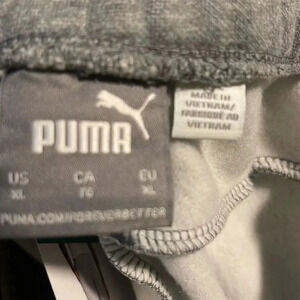 PUMA
US CA EU
XL TG XL
PUMA.COM/FOREVERBETTER
MADE IN
VIETNAM/
FABRIQUÉ AU
VIETNAM